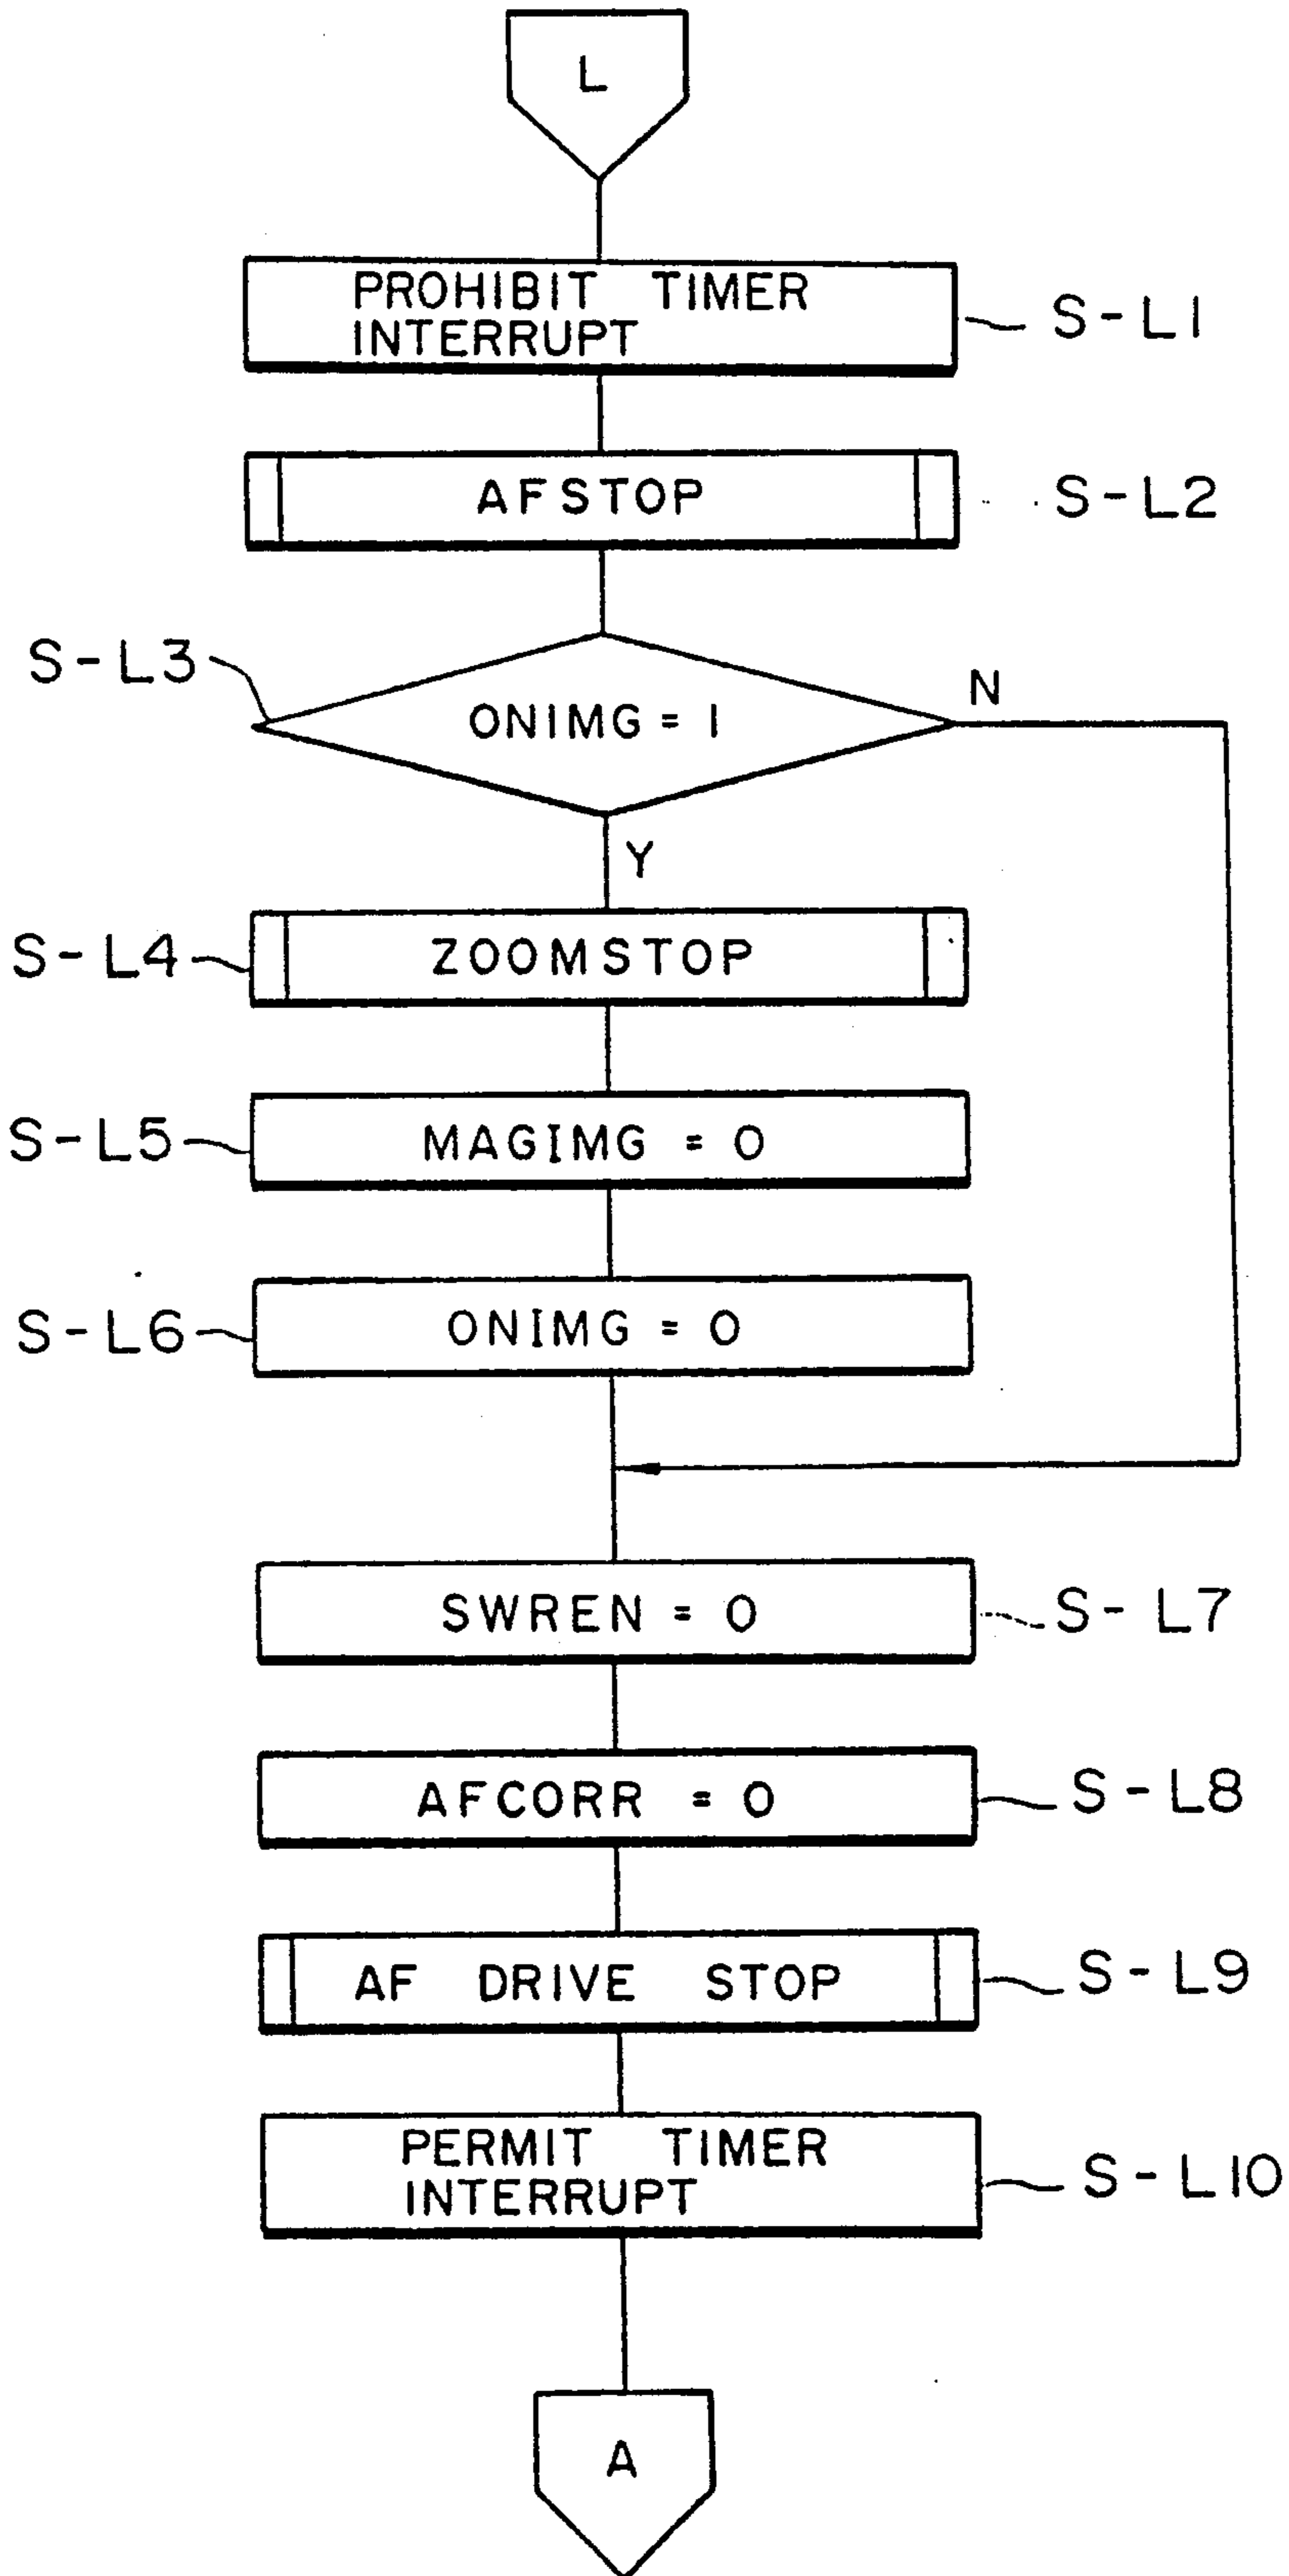 L
PROHIBIT TIMER
INTERRUPT
S-L1
AFSTOP
S-L2
S-L3
ONIMG = 1
N
Y
S-L4
ZOOMSTOP
S-L5
MAGIMG = 0
S-L6
ONIMG = 0
SWREN = 0
S-L7
AFCORR = 0
S-L8
AF DRIVE STOP
S-L9
PERMIT TIMER
INTERRUPT
S-L10
A